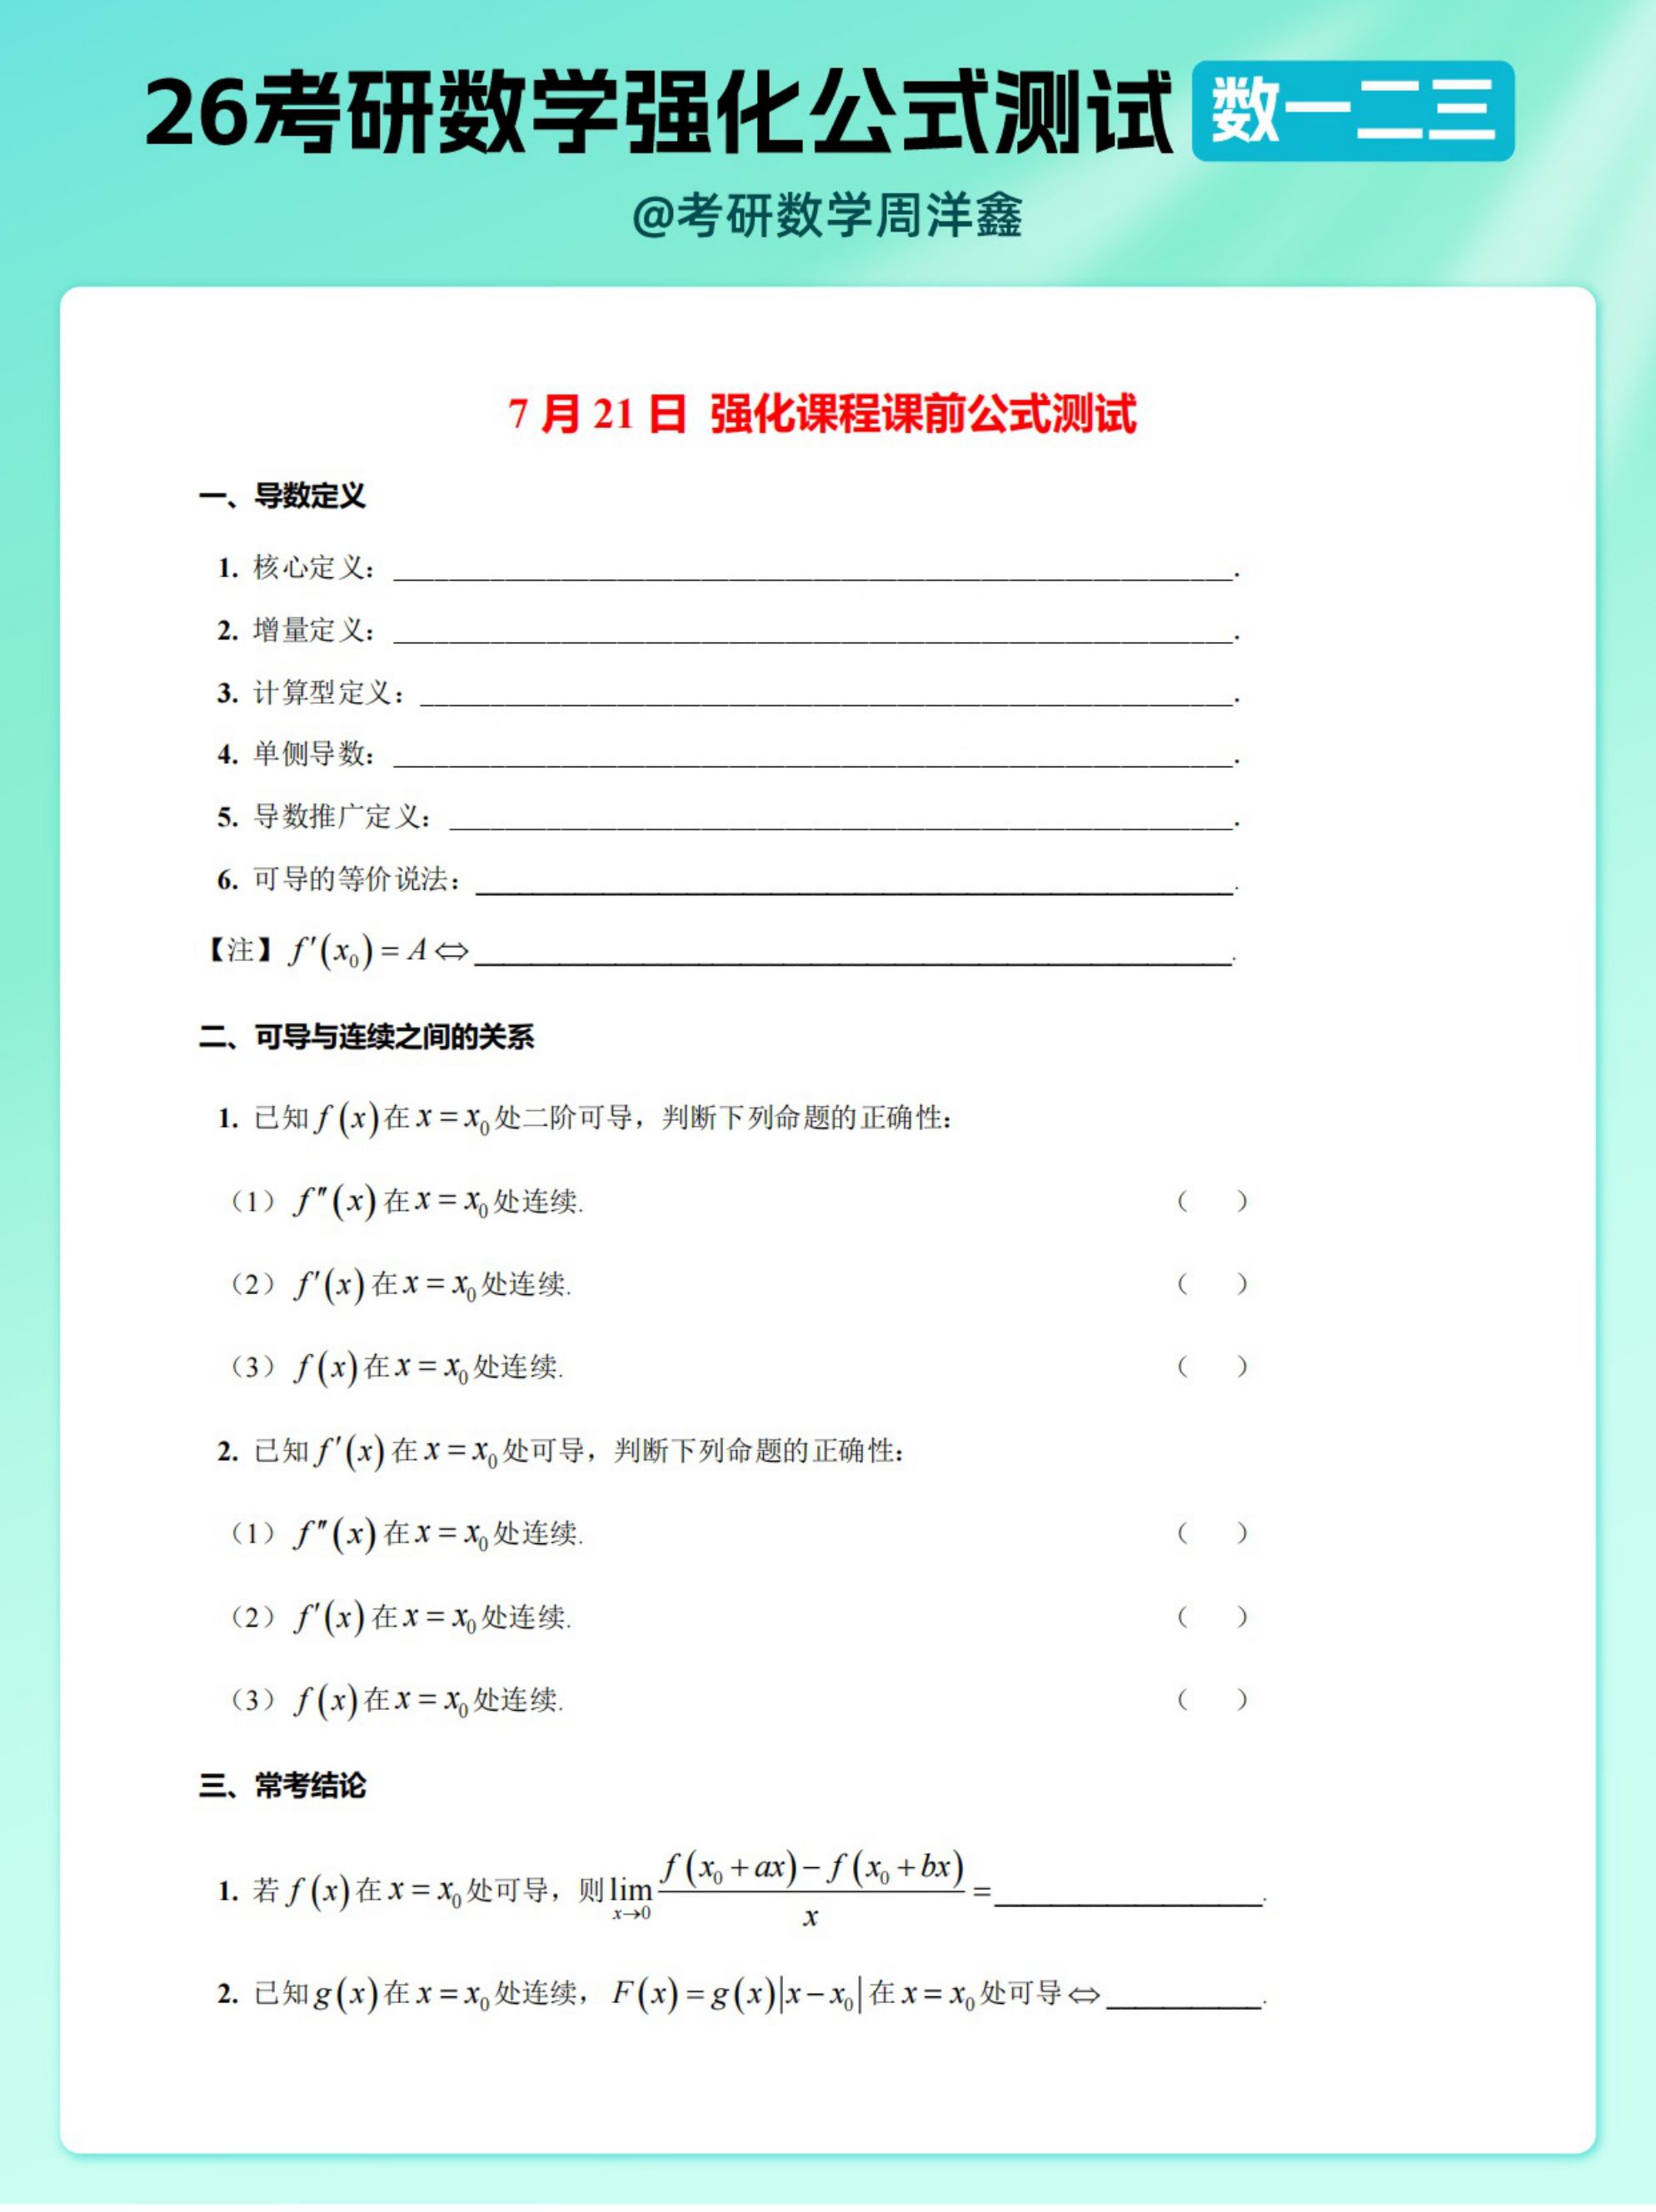 26考研数学强化公式测试 数一二三
@考研数学周洋鑫
7月21日 强化课程课前公式测试
一、导数定义
1. 核心定义：____________________.
2. 增量定义：____________________.
3. 计算型定义：____________________.
4. 单侧导数：____________________.
5. 导数推广定义：____________________.
6. 可导的等价说法：____________________.
【注】f′(x₀) = A ⇔ ____________________.
二、可导与连续之间的关系
1. 已知 f(x) 在 x = x₀ 处二阶可导，判断下列命题的正确性：
（1）f″(x) 在 x = x₀ 处连续. （ ）
（2）f′(x) 在 x = x₀ 处连续. （ ）
（3）f(x) 在 x = x₀ 处连续. （ ）
2. 已知 f′(x) 在 x = x₀ 处可导，判断下列命题的正确性：
（1）f″(x) 在 x = x₀ 处连续. （ ）
（2）f′(x) 在 x = x₀ 处连续. （ ）
（3）f(x) 在 x = x₀ 处连续. （ ）
三、常考结论
1. 若 f(x) 在 x = x₀ 处可导，则 lim_{x→0} (f(x₀ + ax) − f(x₀ + bx)) / x = __________.
2. 已知 g(x) 在 x = x₀ 处连续，F(x) = g(x)|x − x₀| 在 x = x₀ 处可导 ⇔ __________.